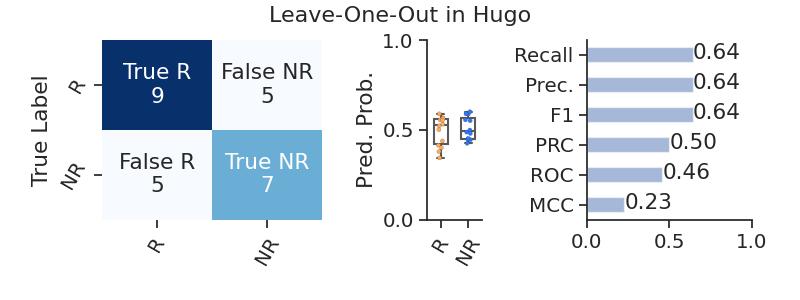 Leave-One-Out in Hugo
True Label
R
NR
True R
9
False NR
5
False R
5
True NR
7
R
NR
Pred. Prob.
1.0
0.5
0.0
R
NR
Recall
0.64
Prec.
0.64
F1
0.64
PRC
0.50
ROC
0.46
MCC
0.23
0.0
0.5
1.0